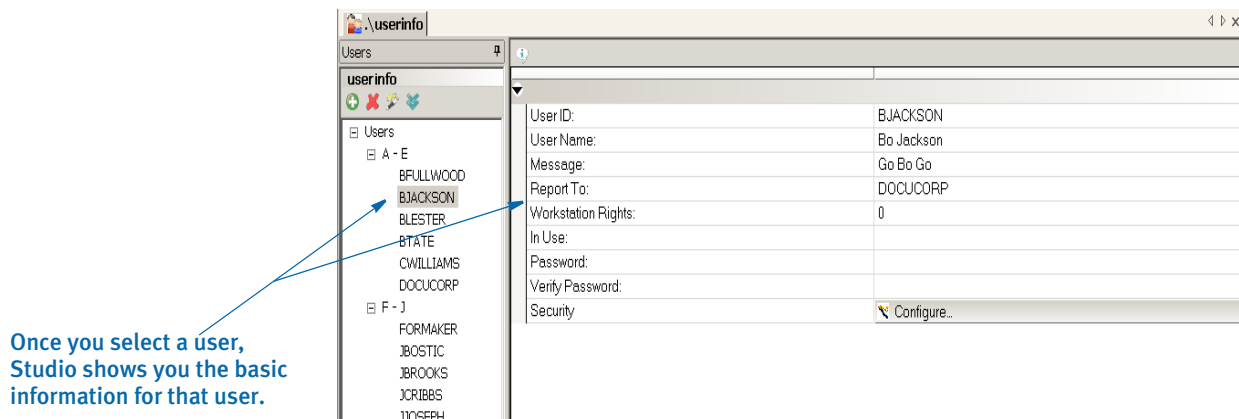 .\userinfo
Users
userinfo
Users
A - E
BFULLWOOD
BJACKSON
BLESTER
BTATE
CWILLIAMS
DOCUCORP
F - J
FORMAKER
JBOSTIC
JBROOKS
JCRIBBS
JJOSEPH
User ID: BJACKSON
User Name: Bo Jackson
Message: Go Bo Go
Report To: DOCUCORP
Workstation Rights: 0
In Use:
Password:
Verify Password:
Security Configure...
Once you select a user,
Studio shows you the basic
information for that user.